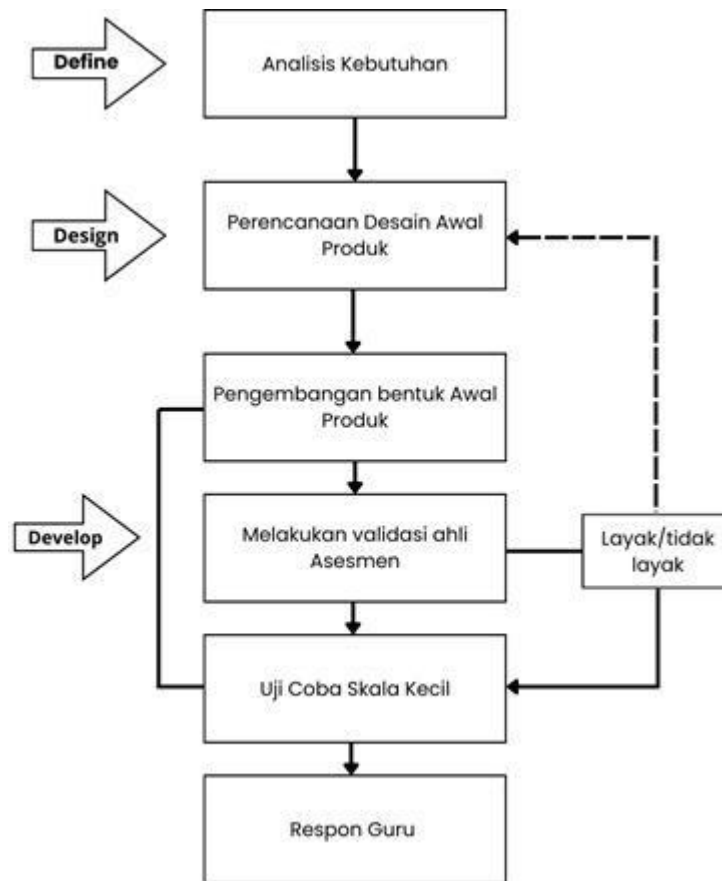 Define
Analisis Kebutuhan
Design
Perencanaan Desain Awal
Produk
Pengembangan bentuk Awal
Produk
Develop
Melakukan validasi ahli
Asesmen
Layak/tidak
layak
Uji Coba Skala Kecil
Respon Guru